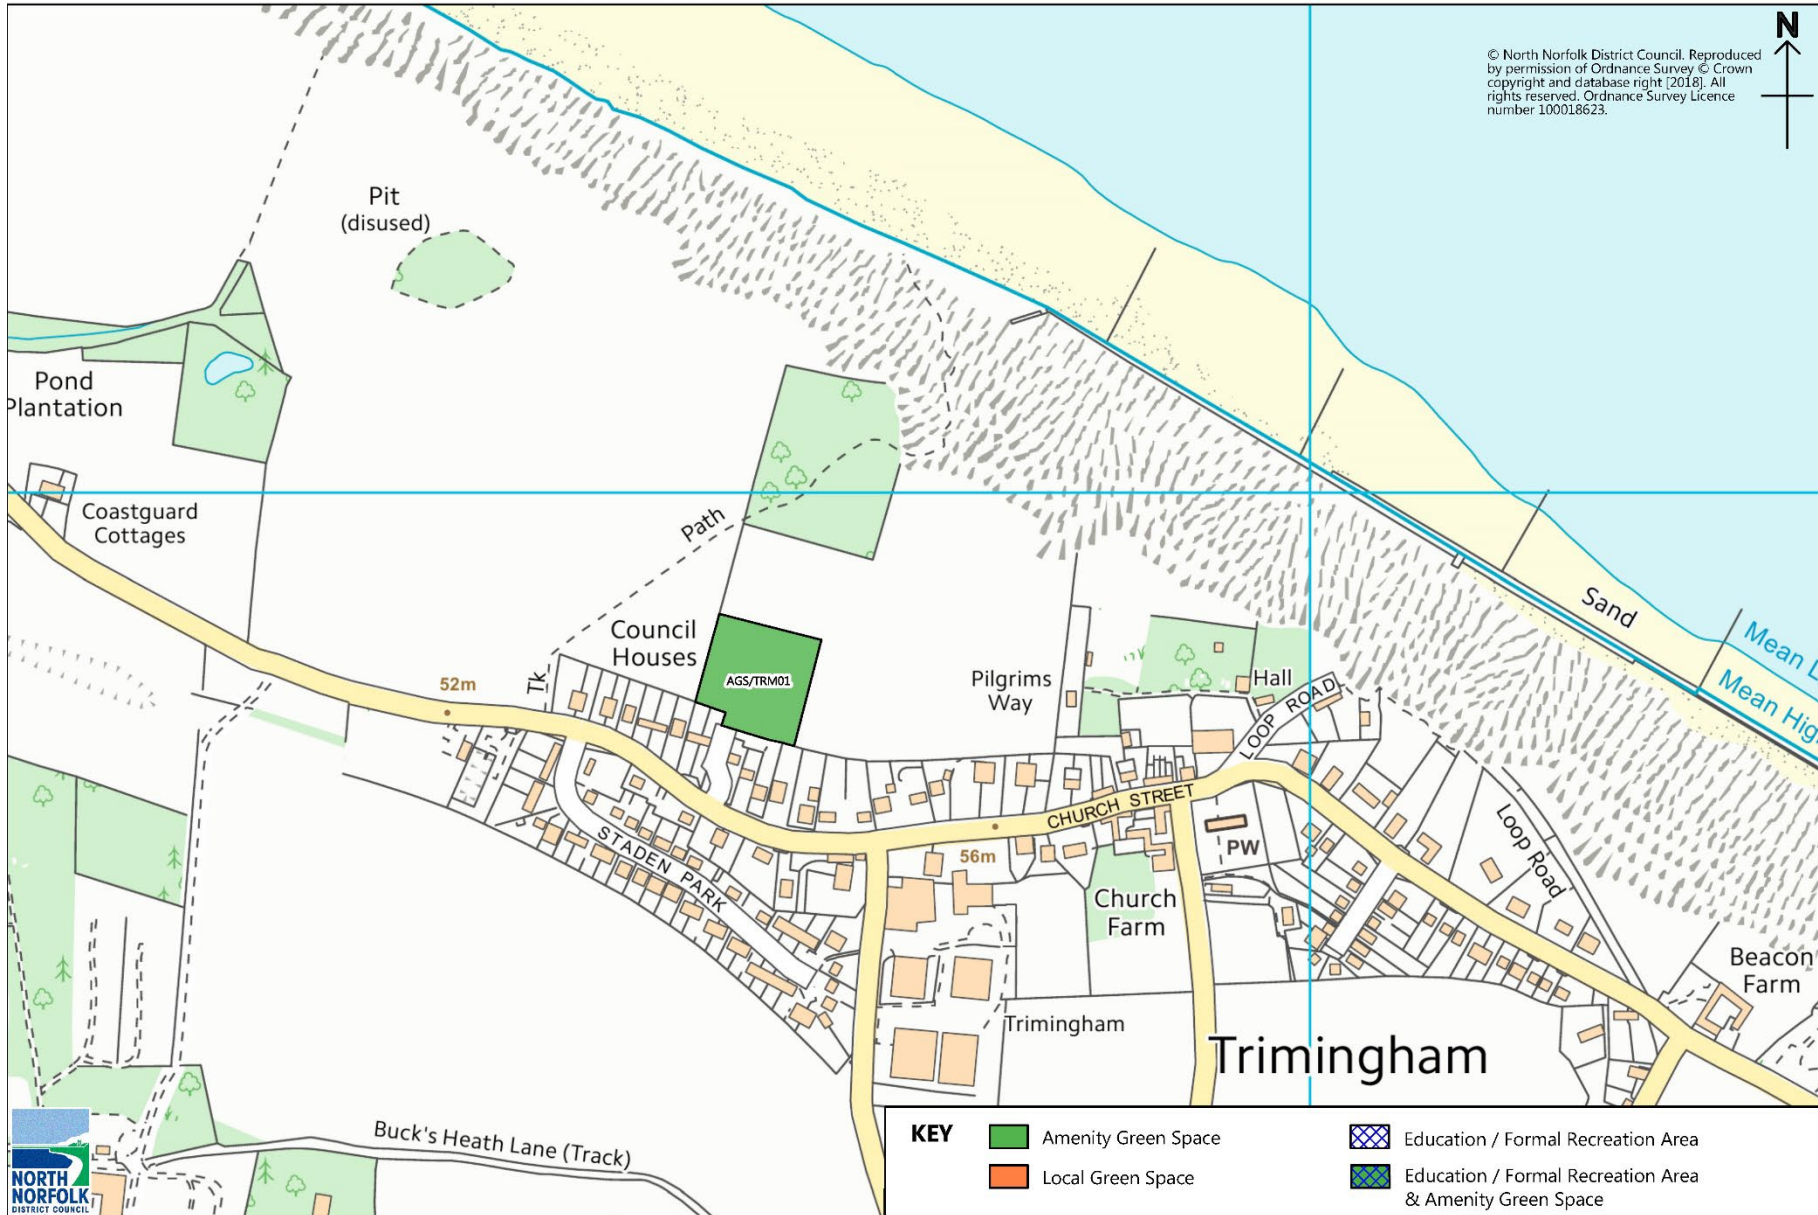 N
© North Norfolk District Council. Reproduced
by permission of Ordnance Survey © Crown
copyright and database right [2018]. All
rights reserved. Ordnance Survey Licence
number 100018623.
Pit
(disused)
Pond
Plantation
Coastguard
Cottages
Path
Sand
Council
Houses
Tk
AGS/TRM01
52m
Pilgrims
Way
Hall
LOOP ROAD
Mean L
Mean Hig
CHURCH STREET
STADEN PARK
56m
PW
Loop Road
Church
Farm
Beacon
Farm
Trimingham
Trimingham
Buck's Heath Lane (Track)
KEY
Amenity Green Space
Local Green Space
Education / Formal Recreation Area
Education / Formal Recreation Area
& Amenity Green Space
NORTH
NORFOLK
DISTRICT COUNCIL